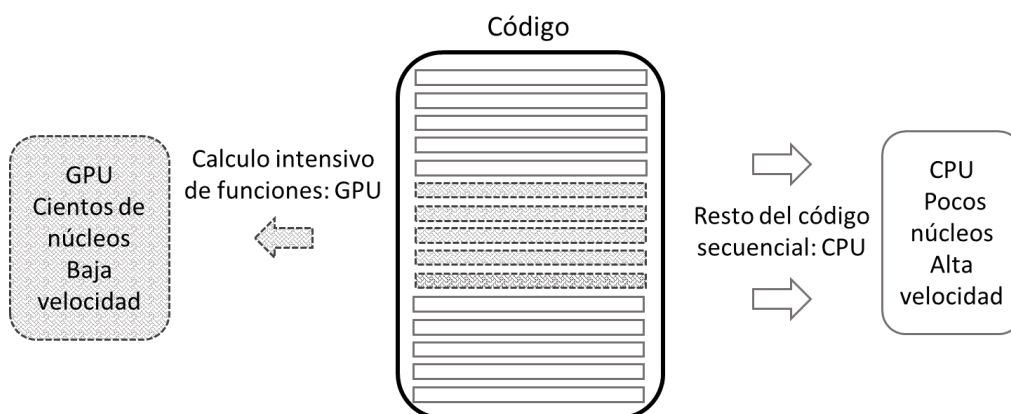 Código
GPU
Cientos de
núcleos
Baja
velocidad
Calculo intensivo
de funciones: GPU
Resto del código
secuencial: CPU
CPU
Pocos
núcleos
Alta
velocidad